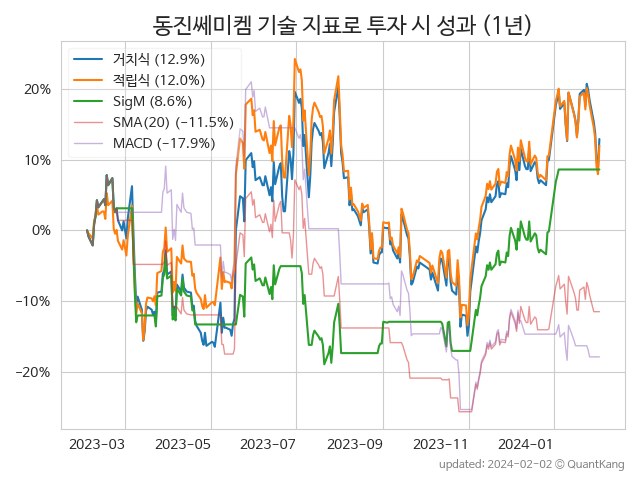 동진쎄미켐 기술 지표로 투자 시 성과 (1년)
거치식 (12.9%)
적립식 (12.0%)
SigM (8.6%)
SMA(20) (−11.5%)
MACD (−17.9%)
20%
10%
0%
−10%
−20%
2023-03 2023-05 2023-07 2023-09 2023-11 2024-01
updated: 2024-02-02 © QuantKang